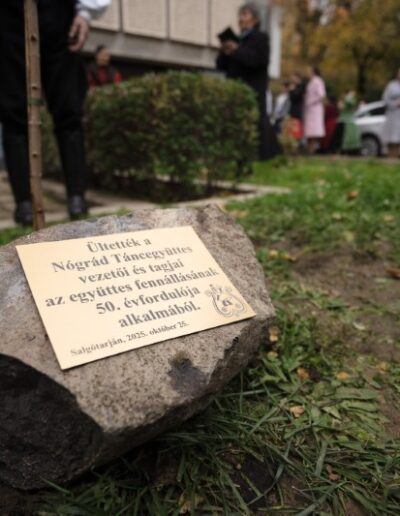 Ültették a
Nógrád Táncegyüttes
vezetői és tagjai
az együttes fennállásának
50. évfordulója
alkalmából.
Salgótarján, 2025. október 25.